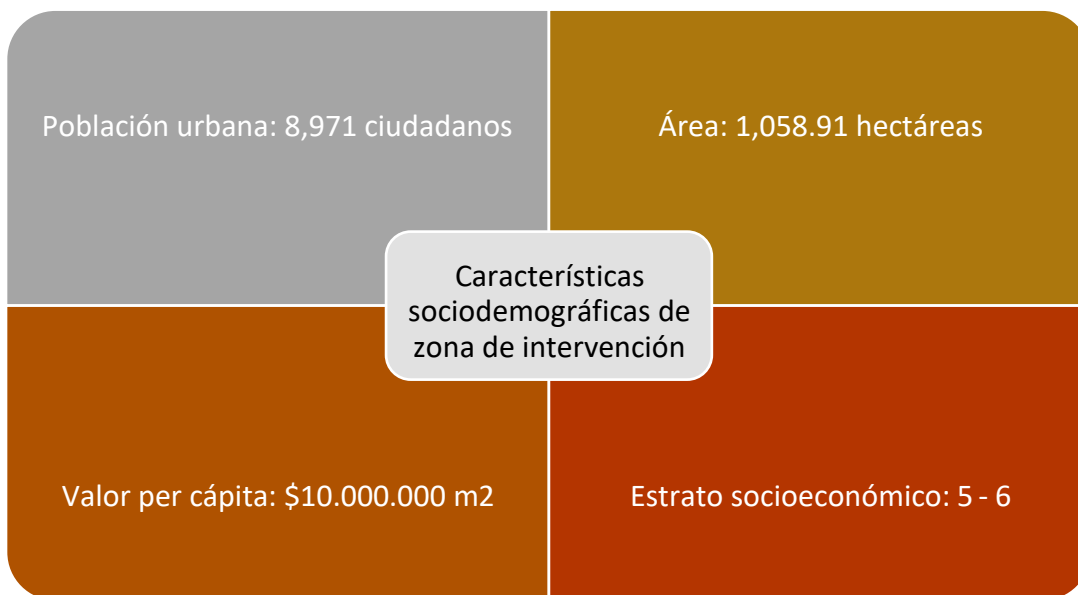 Población urbana: 8,971 ciudadanos
Área: 1,058.91 hectáreas
Características
sociodemográficas de
zona de intervención
Valor per cápita: $10.000.000 m2
Estrato socioeconómico: 5 - 6